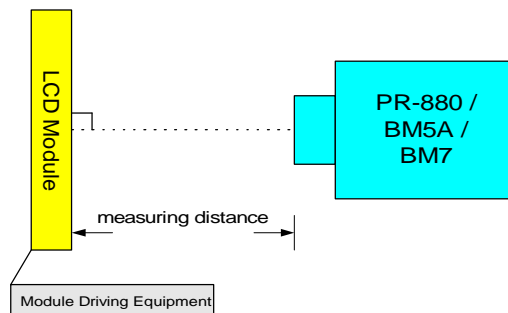 LCD Module
PR-880 /
BM5A /
BM7
measuring distance
Module Driving Equipment